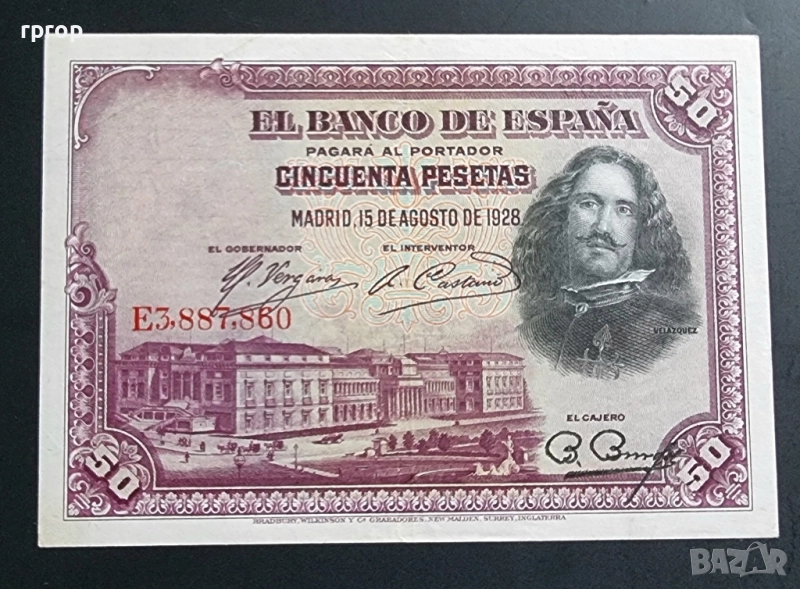 rprop
50
EL BANCO DE ESPAÑA
PAGARÁ AL PORTADOR
CINCUENTA PESETAS
MADRID, 15 DE AGOSTO DE 1928
EL GOBERNADOR EL INTERVENTOR
E3,887,860
VELAZQUEZ
EL CAJERO
50 50
BRADBURY, WILKINSON Y Cª GRABADORES, NEW MALDEN, SURREY, INGLATERRA
BAZAR